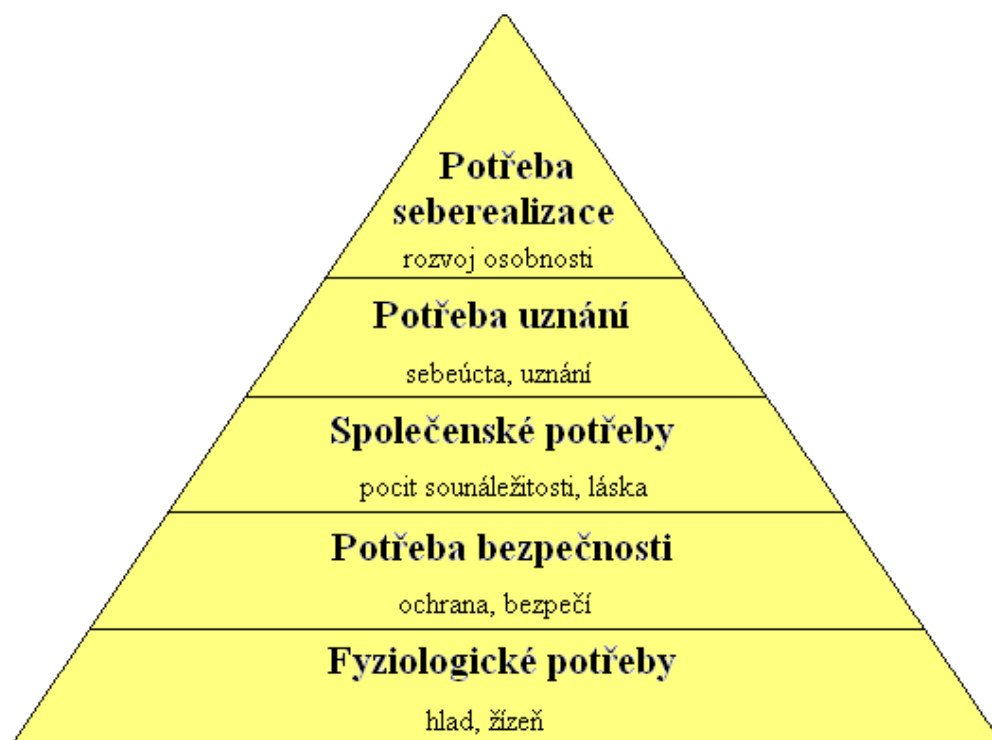 Potřeba
seberealizace
rozvoj osobnosti
Potřeba uznání
sebeúcta, uznání
Společenské potřeby
pocit sounáležitosti, láska
Potřeba bezpečnosti
ochrana, bezpečí
Fyziologické potřeby
hlad, žízeň